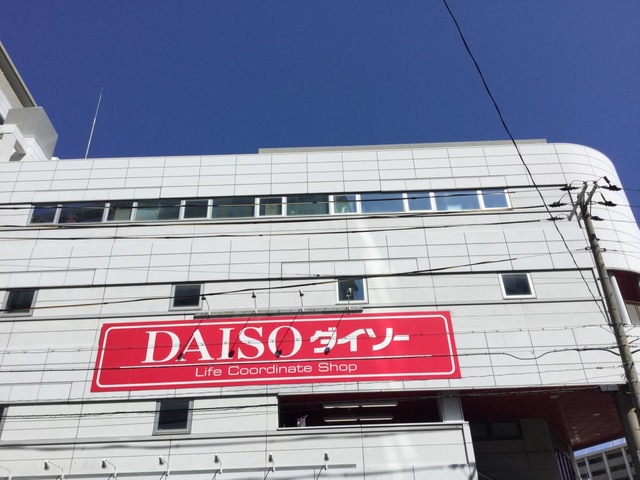 DAISO ダイソー
Life Coordinate Shop